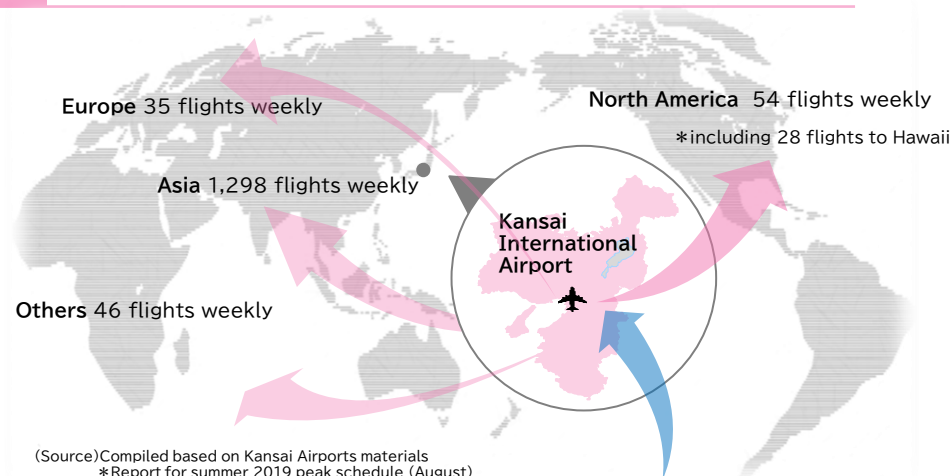 Europe 35 flights weekly
North America 54 flights weekly
*including 28 flights to Hawaii
Asia 1,298 flights weekly
Kansai
International
Airport
Others 46 flights weekly
(Source)Compiled based on Kansai Airports materials
*Report for summer 2019 peak schedule (August)